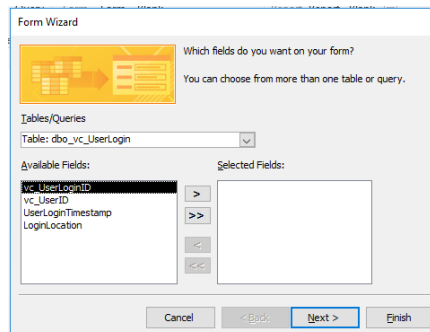 Form Wizard
Which fields do you want on your form?
You can choose from more than one table or query.
Tables/Queries
Table: dbo_vc_UserLogin
Available Fields:
Selected Fields:
vc_UserLoginID
vc_UserID
UserLoginTimestamp
LoginLocation
>
>>
<
<<
Cancel
< Back
Next >
Finish